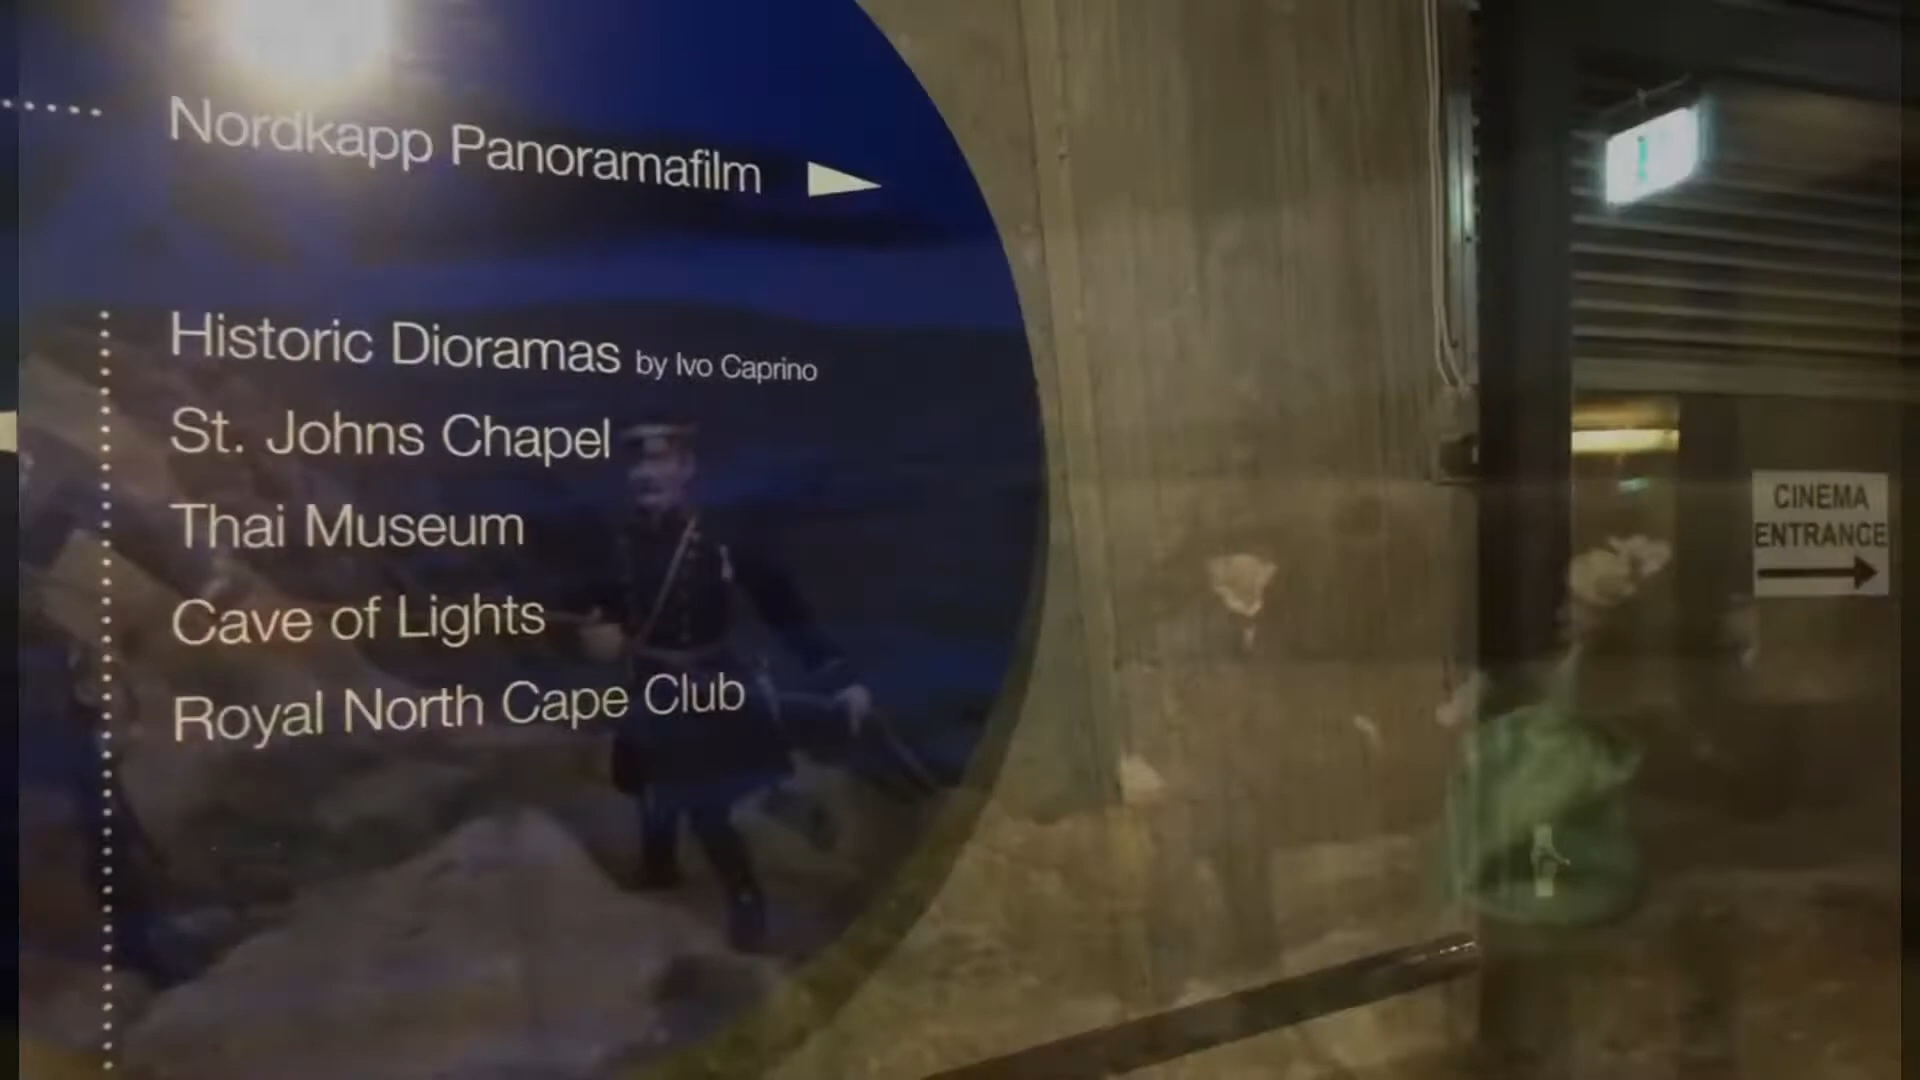 Nordkapp Panoramafilm
Historic Dioramas by Ivo Caprino
St. Johns Chapel
Thai Museum
Cave of Lights
Royal North Cape Club
CINEMA
ENTRANCE